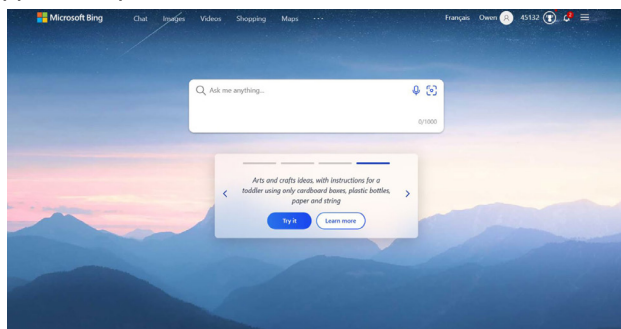 Microsoft Bing
Chat Images Videos Shopping Maps ···
Français Owen 45132
Ask me anything...
0/1000
Arts and crafts ideas, with instructions for a
toddler using only cardboard boxes, plastic bottles,
paper and string
Try it Learn more